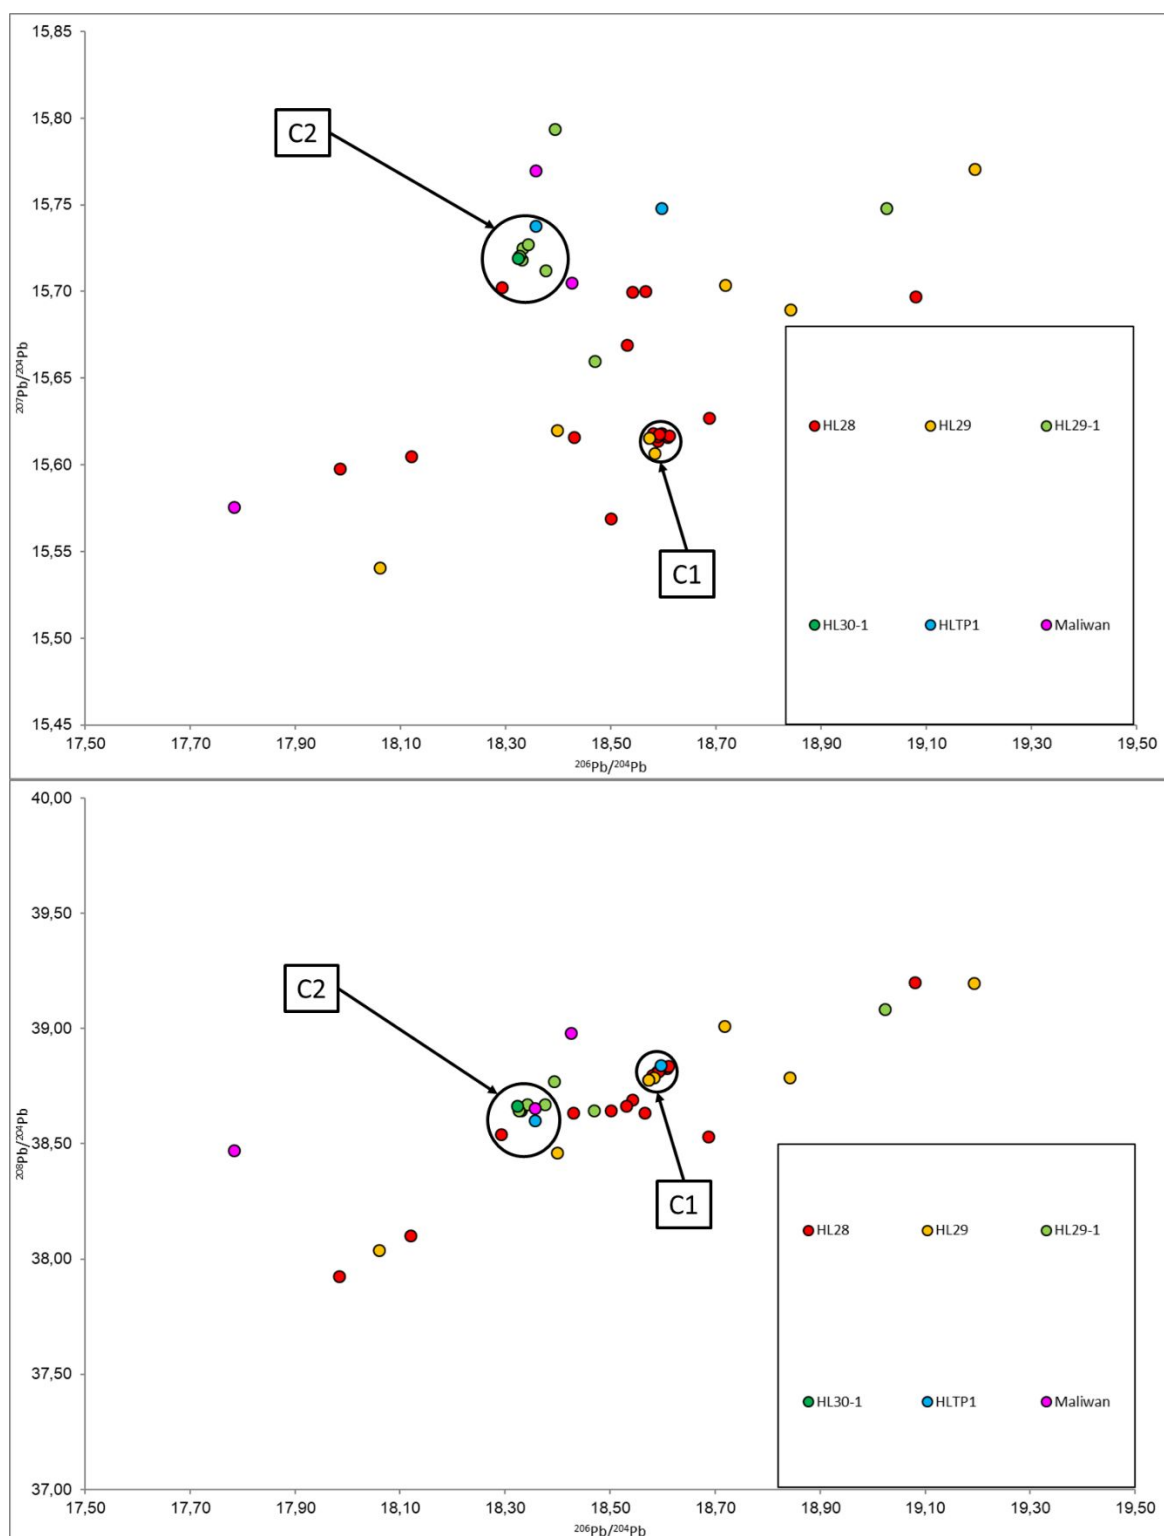 15,85
15,80
15,75
15,70
15,65
15,60
15,55
15,50
15,45
²⁰⁷Pb/²⁰⁴Pb
C2
C1
HL28 HL29 HL29-1
HL30-1 HLTP1 Maliwan
17,50 17,70 17,90 18,10 18,30 18,50 18,70 18,90 19,10 19,30 19,50
²⁰⁶Pb/²⁰⁴Pb
40,00
39,50
39,00
38,50
38,00
37,50
37,00
²⁰⁸Pb/²⁰⁴Pb
C2
C1
HL28 HL29 HL29-1
HL30-1 HLTP1 Maliwan
17,50 17,70 17,90 18,10 18,30 18,50 18,70 18,90 19,10 19,30 19,50
²⁰⁶Pb/²⁰⁴Pb